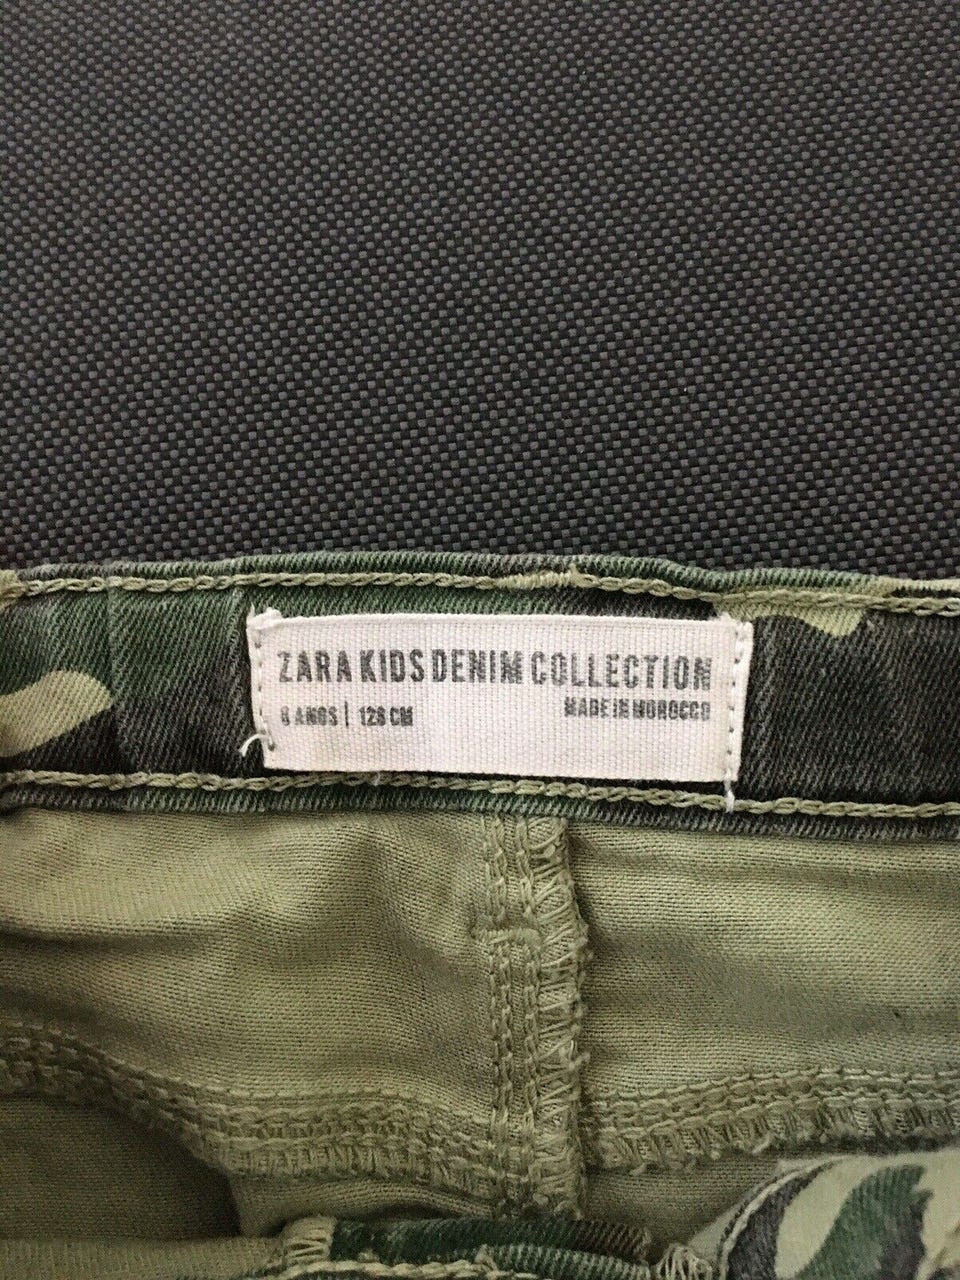 ZARA KIDS DENIM COLLECTION
8 ANOS | 128 CM MADE IN MOROCCO